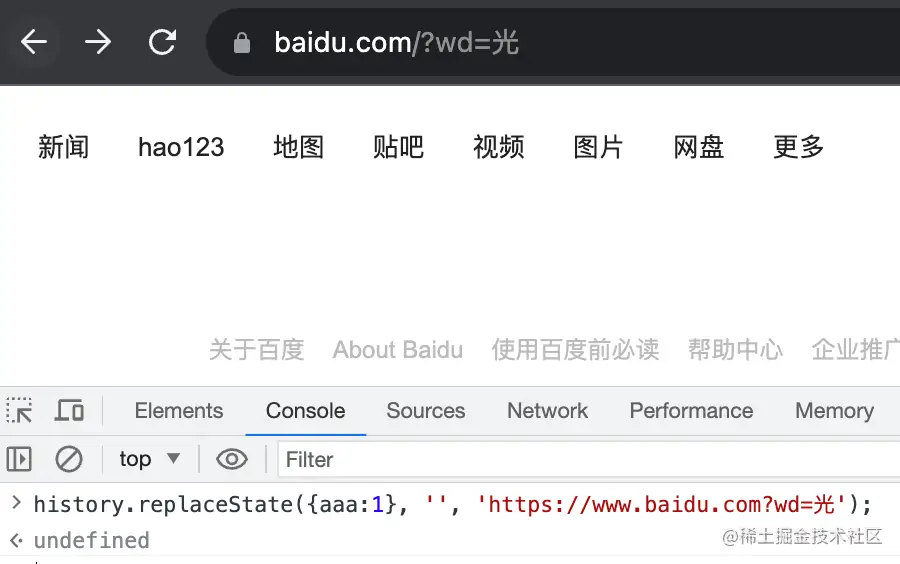 baidu.com/?wd=光
新闻 hao123 地图 贴吧 视频 图片 网盘 更多
关于百度 About Baidu 使用百度前必读 帮助中心 企业推广
Elements Console Sources Network Performance Memory
top Filter
history.replaceState({aaa:1}, '', 'https://www.baidu.com?wd=光');
undefined
@稀土掘金技术社区